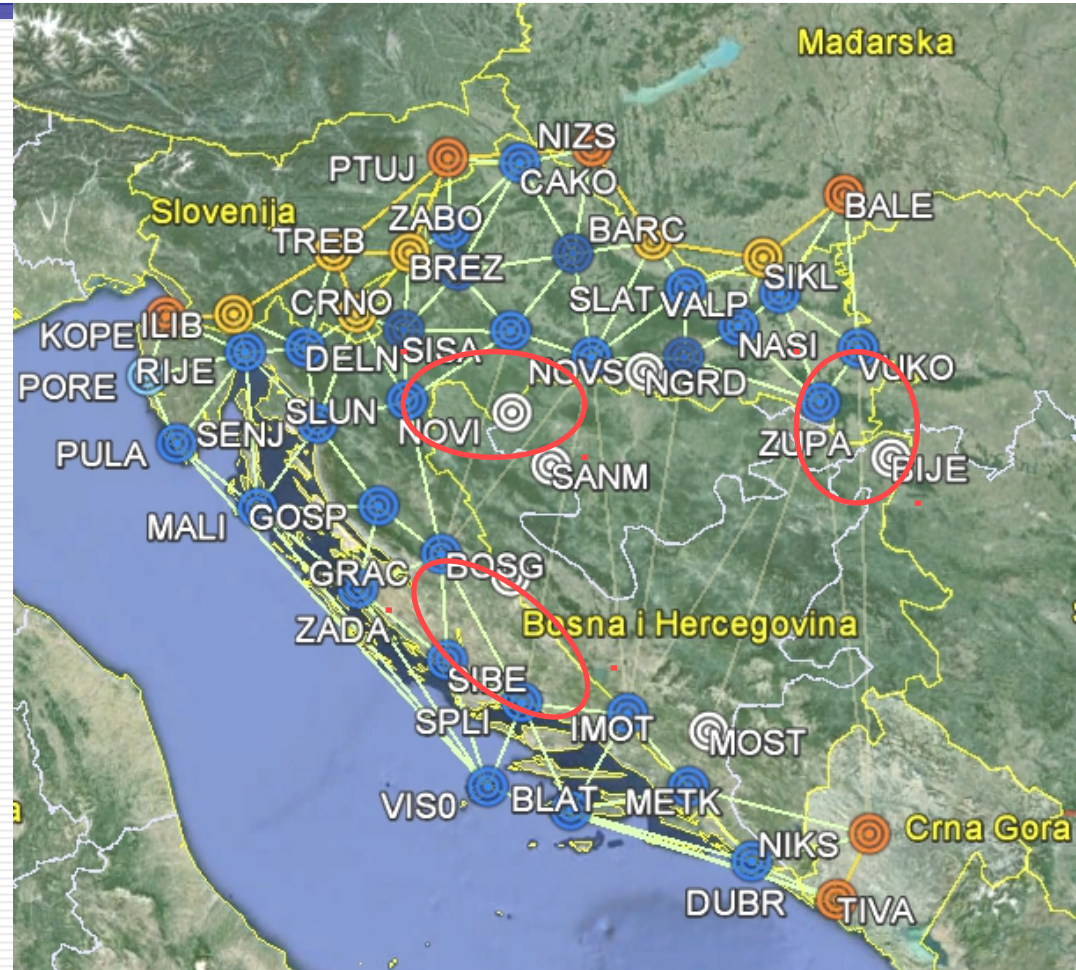 Mađarska
NIZS
PTUJ
CAKO
Slovenija
ZABO
BARC
BALE
TREB
BREZ
SIKL
CRNO
SLAT
VALP
KOPE
ILIB
DELN
SISA
NASI
RIJE
NOVS
NGRD
VUKO
PORE
SLUN
SENJ
NOVI
ZUPA
PULA
SANM
BIJE
MALI
GOSP
BOSG
GRAC
ZADA
Bosna i Hercegovina
SIBE
SPLI
IMOT
MOST
VIS0
BLAT
METK
Crna Gora
NIKS
DUBR
TIVA